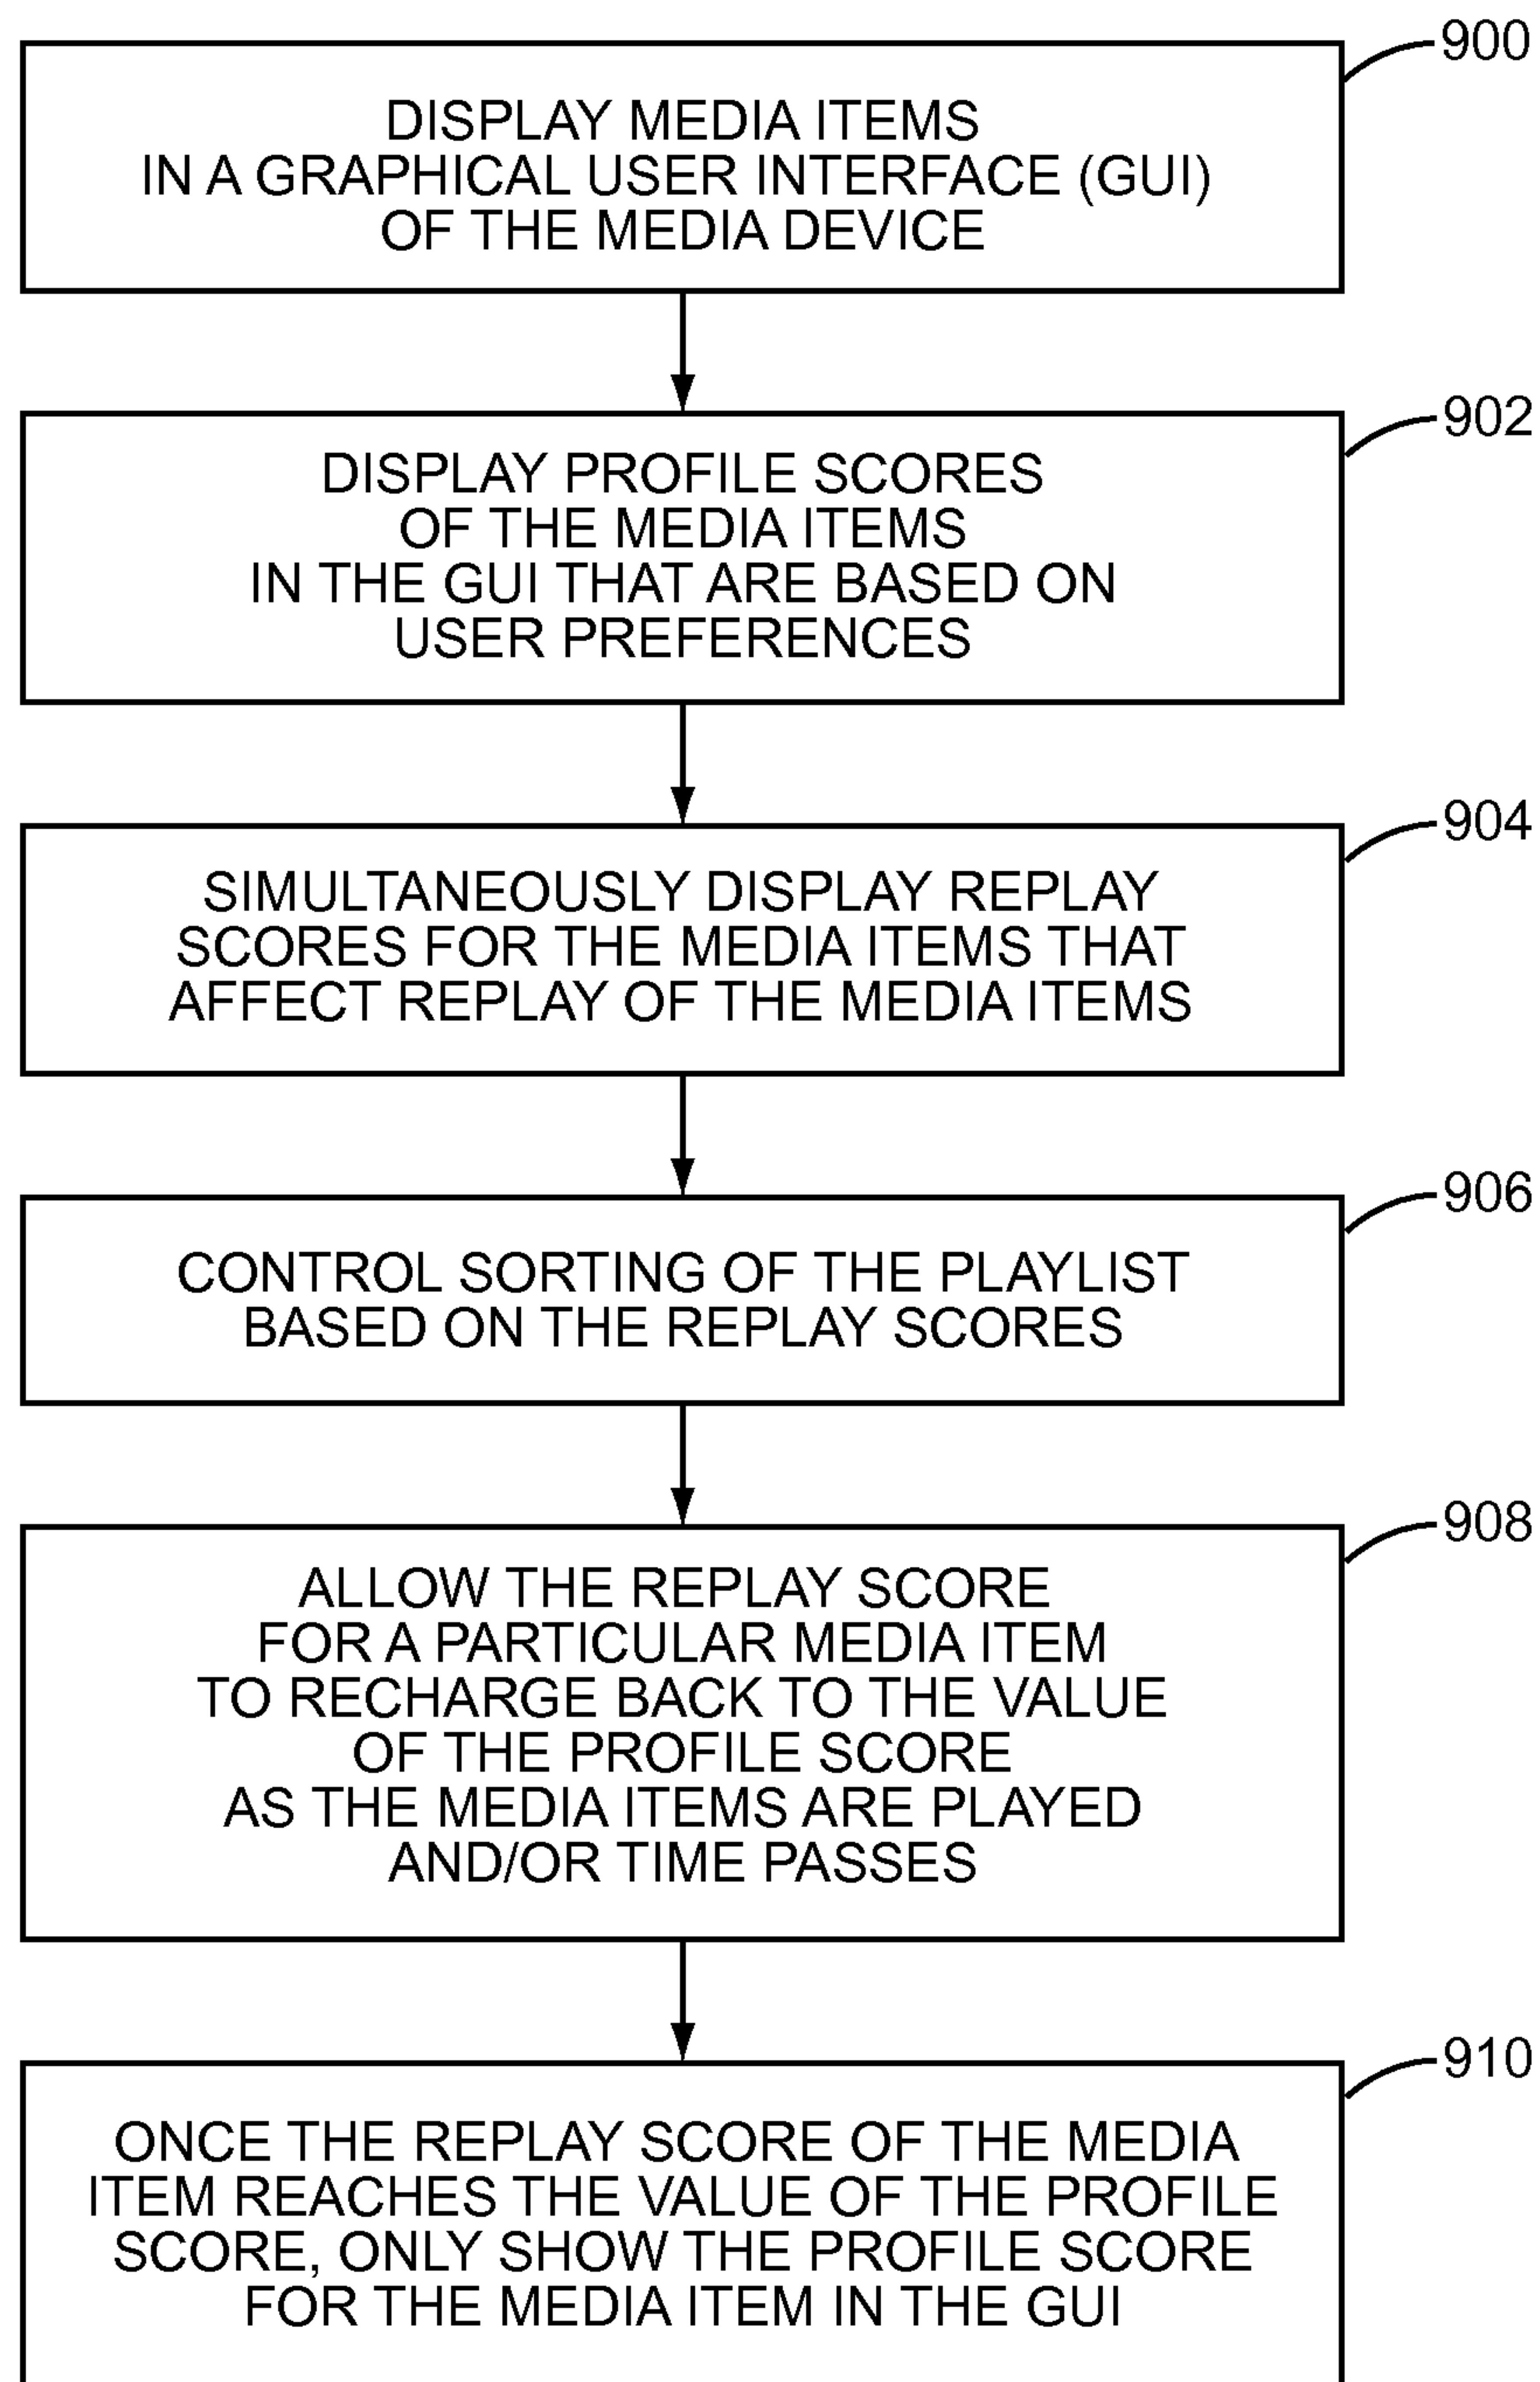 900
DISPLAY MEDIA ITEMS
IN A GRAPHICAL USER INTERFACE (GUI)
OF THE MEDIA DEVICE
902
DISPLAY PROFILE SCORES
OF THE MEDIA ITEMS
IN THE GUI THAT ARE BASED ON
USER PREFERENCES
904
SIMULTANEOUSLY DISPLAY REPLAY
SCORES FOR THE MEDIA ITEMS THAT
AFFECT REPLAY OF THE MEDIA ITEMS
906
CONTROL SORTING OF THE PLAYLIST
BASED ON THE REPLAY SCORES
908
ALLOW THE REPLAY SCORE
FOR A PARTICULAR MEDIA ITEM
TO RECHARGE BACK TO THE VALUE
OF THE PROFILE SCORE
AS THE MEDIA ITEMS ARE PLAYED
AND/OR TIME PASSES
910
ONCE THE REPLAY SCORE OF THE MEDIA
ITEM REACHES THE VALUE OF THE PROFILE
SCORE, ONLY SHOW THE PROFILE SCORE
FOR THE MEDIA ITEM IN THE GUI